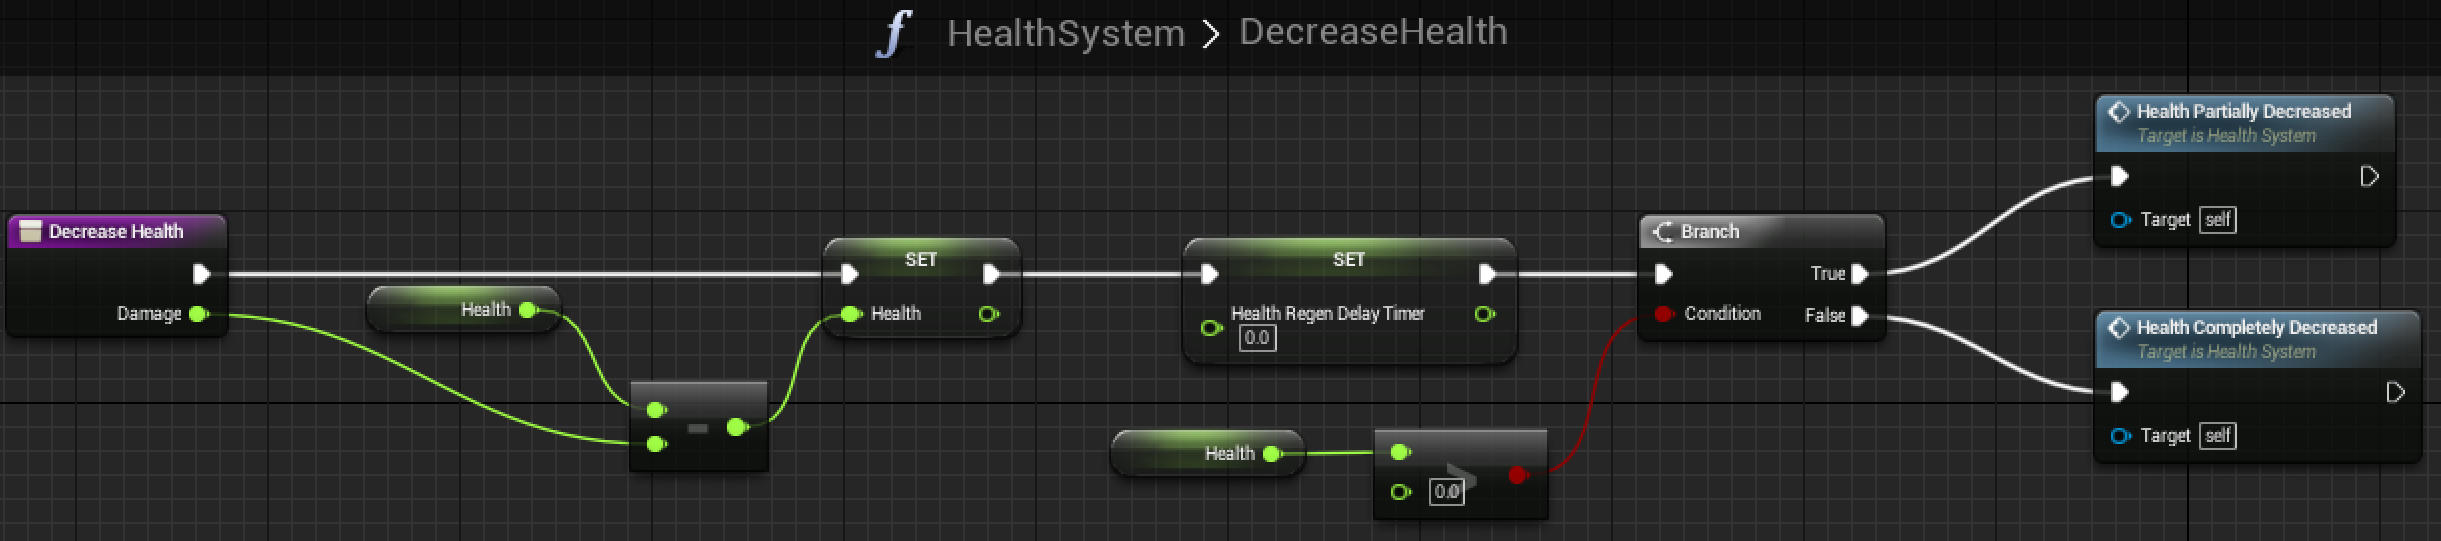 HealthSystem > DecreaseHealth
Decrease Health
Damage
Health
-
SET
Health
SET
Health Regen Delay Timer
0.0
Health
>
0.0
Branch
True
Condition
False
Health Partially Decreased
Target is Health System
Target self
Health Completely Decreased
Target is Health System
Target self